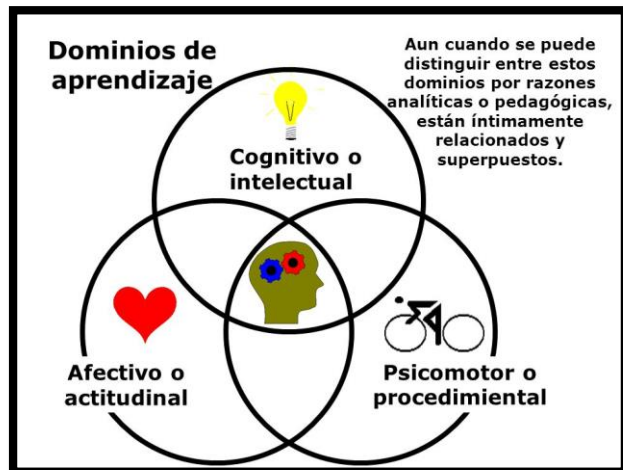 Dominios de
aprendizaje
Aun cuando se puede
distinguir entre estos
dominios por razones
analíticas o pedagógicas,
están íntimamente
relacionados y
superpuestos.
Cognitivo o
intelectual
Afectivo o
actitudinal
Psicomotor o
procedimiental